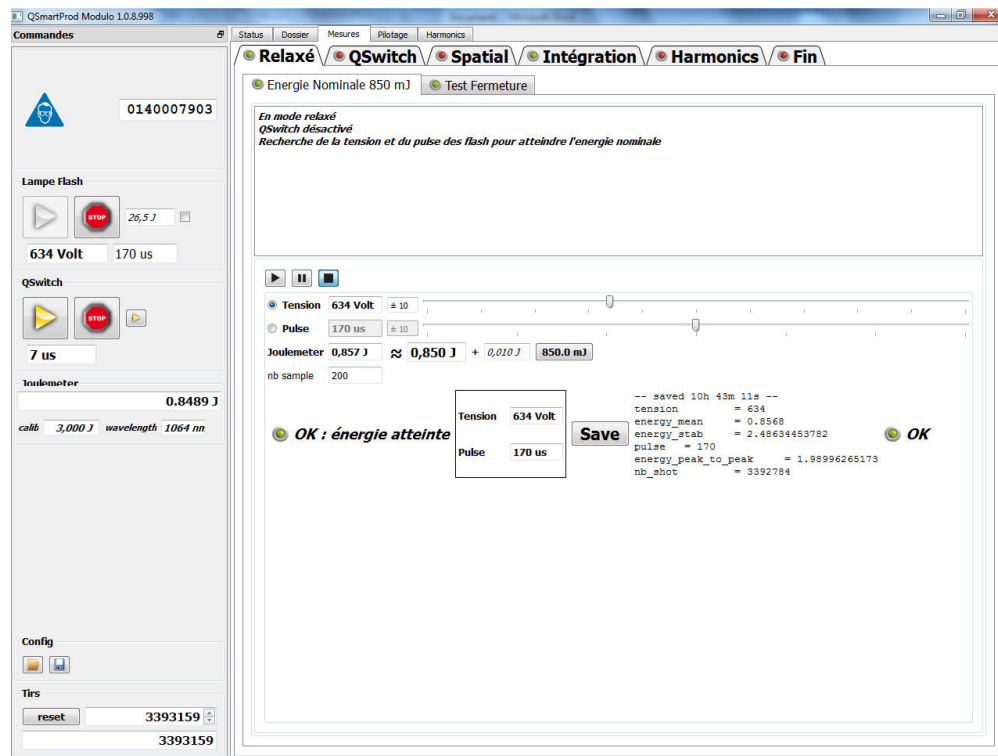 QSmartProd Modulo 1.0.8.998
Commandes
0140007903
Lampe Flash
STOP
26,5 J
634 Volt 170 us
QSwitch
STOP
7 us
Joulemeter
0.8489 J
calib 3,000 J wavelength 1064 nm
Config
Tirs
reset 3393159
3393159
Status Dossier Mesures Pilotage Harmonics
Relaxé QSwitch Spatial Intégration Harmonics Fin
Energie Nominale 850 mJ Test Fermeture
En mode relaxé
QSwitch désactivé
Recherche de la tension et du pulse des flash pour atteindre l'energie nominale
Tension 634 Volt ± 10
Pulse 170 us ± 10
Joulemeter 0,857 J ≈ 0,850 J + 0,010 J 850.0 mJ
nb sample 200
OK : énergie atteinte
Tension 634 Volt
Pulse 170 us
Save
-- saved 10h 43m 11s --
tension = 634
energy_mean = 0.8568
energy_stab = 2.48634453782
pulse = 170
energy_peak_to_peak = 1.98996265173
nb_shot = 3392784
OK